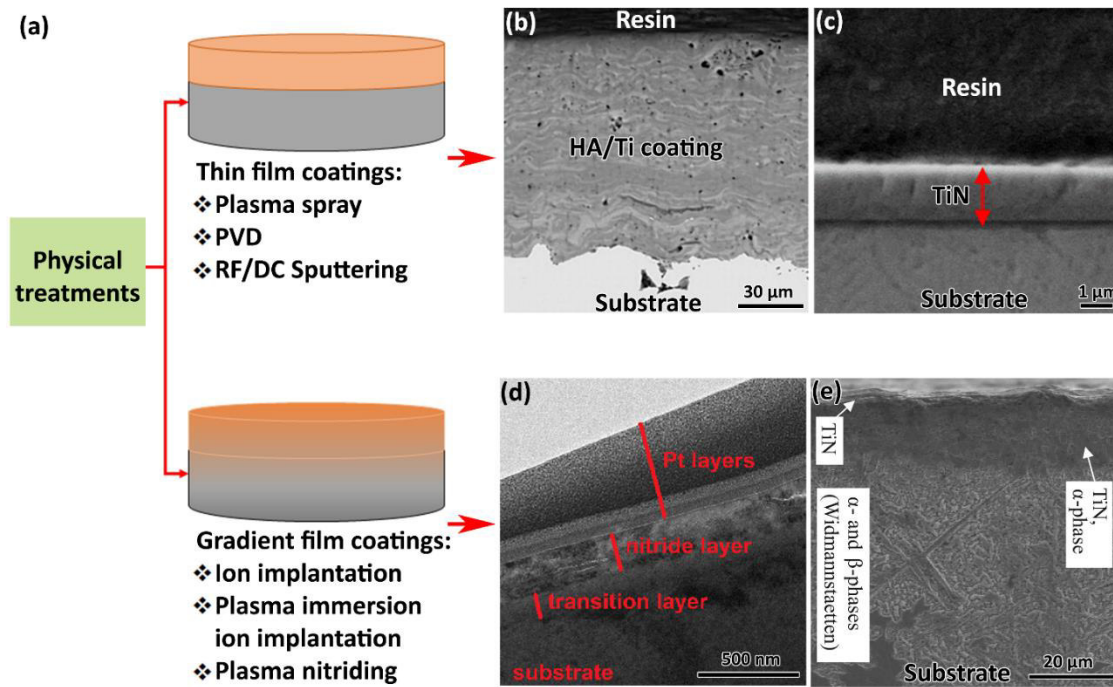 (a)
Physical
treatments
Thin film coatings:
❖Plasma spray
❖PVD
❖RF/DC Sputtering
Gradient film coatings:
❖Ion implantation
❖Plasma immersion
ion implantation
❖Plasma nitriding
(b)
Resin
HA/Ti coating
Substrate
30 μm
(c)
Resin
TiN
Substrate
1 μm
(d)
Pt layers
nitride layer
transition layer
substrate
500 nm
(e)
TiN
TiN,
α-phase
α- and β-phases
(Widmannstaetten)
Substrate
20 μm